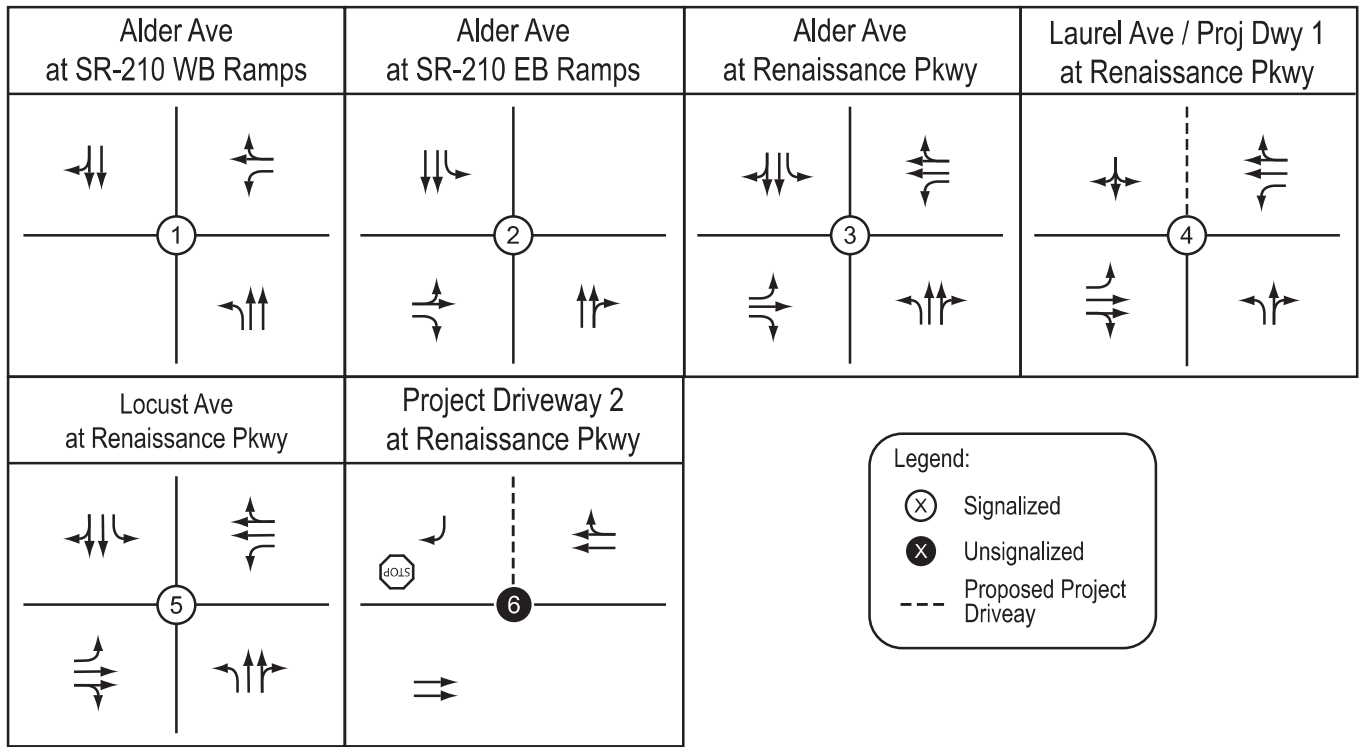 Alder Ave
at SR-210 WB Ramps
Alder Ave
at SR-210 EB Ramps
Alder Ave
at Renaissance Pkwy
Laurel Ave / Proj Dwy 1
at Renaissance Pkwy
1
2
3
4
Locust Ave
at Renaissance Pkwy
Project Driveway 2
at Renaissance Pkwy
5
STOP
6
Legend:
X Signalized
X Unsignalized
Proposed Project
Driveay